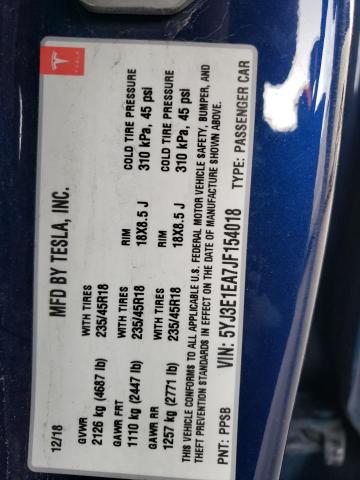 TESLA
MFD BY TESLA, INC.
12/18
GVWR
2126 kg (4687 lb)
WITH TIRES
235/45R18
RIM
18X8.5 J
COLD TIRE PRESSURE
310 kPa, 45 psi
GAWR FRT
1110 kg (2447 lb)
WITH TIRES
235/45R18
RIM
18X8.5 J
COLD TIRE PRESSURE
310 kPa, 45 psi
GAWR RR
1257 kg (2771 lb)
WITH TIRES
235/45R18
THIS VEHICLE CONFORMS TO ALL APPLICABLE U.S. FEDERAL MOTOR VEHICLE SAFETY, BUMPER, AND
THEFT PREVENTION STANDARDS IN EFFECT ON THE DATE OF MANUFACTURE SHOWN ABOVE.
PNT: PPSB VIN: 5YJ3E1EA7JF154018 TYPE: PASSENGER CAR